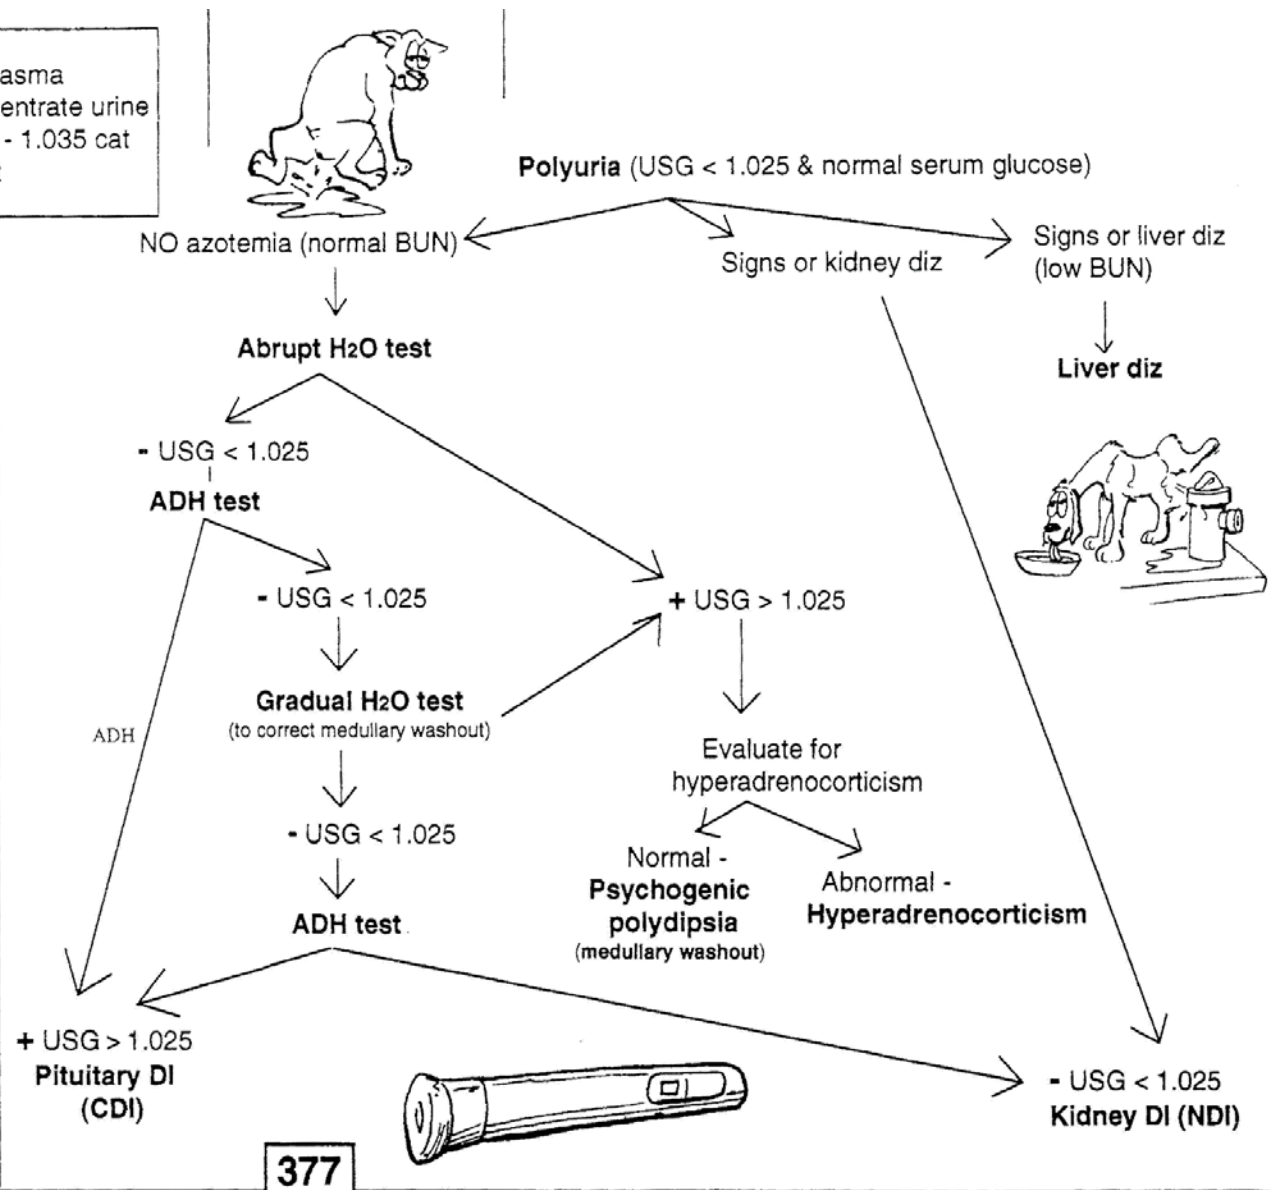 asma
entrate urine
- 1.035 cat
Polyuria (USG < 1.025 & normal serum glucose)
NO azotemia (normal BUN)
Signs or kidney diz
Signs or liver diz
(low BUN)
Abrupt H2O test
Liver diz
- USG < 1.025
ADH test
- USG < 1.025
+ USG > 1.025
Gradual H2O test
(to correct medullary washout)
ADH
Evaluate for
hyperadrenocorticism
- USG < 1.025
Normal -
Psychogenic
polydipsia
(medullary washout)
Abnormal -
Hyperadrenocorticism
ADH test
+ USG > 1.025
Pituitary DI
(CDI)
- USG < 1.025
Kidney DI (NDI)
377